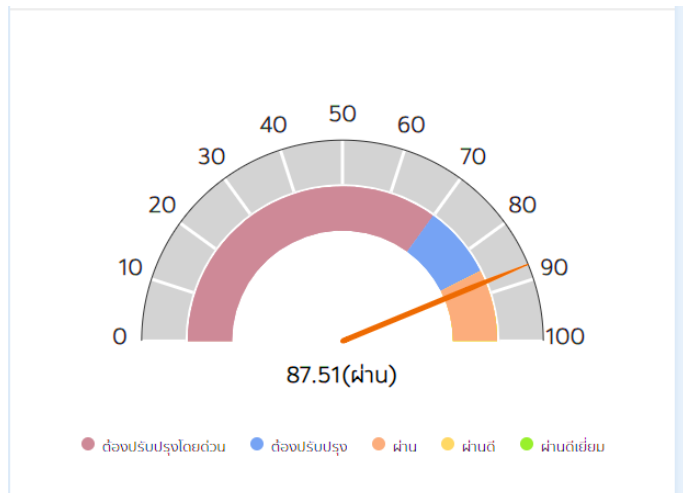 50
40
60
30
70
20
80
10
90
0
100
87.51(ผ่าน)
ต้องปรับปรุงโดยด่วน
ต้องปรับปรุง
ผ่าน
ผ่านดี
ผ่านดีเยี่ยม